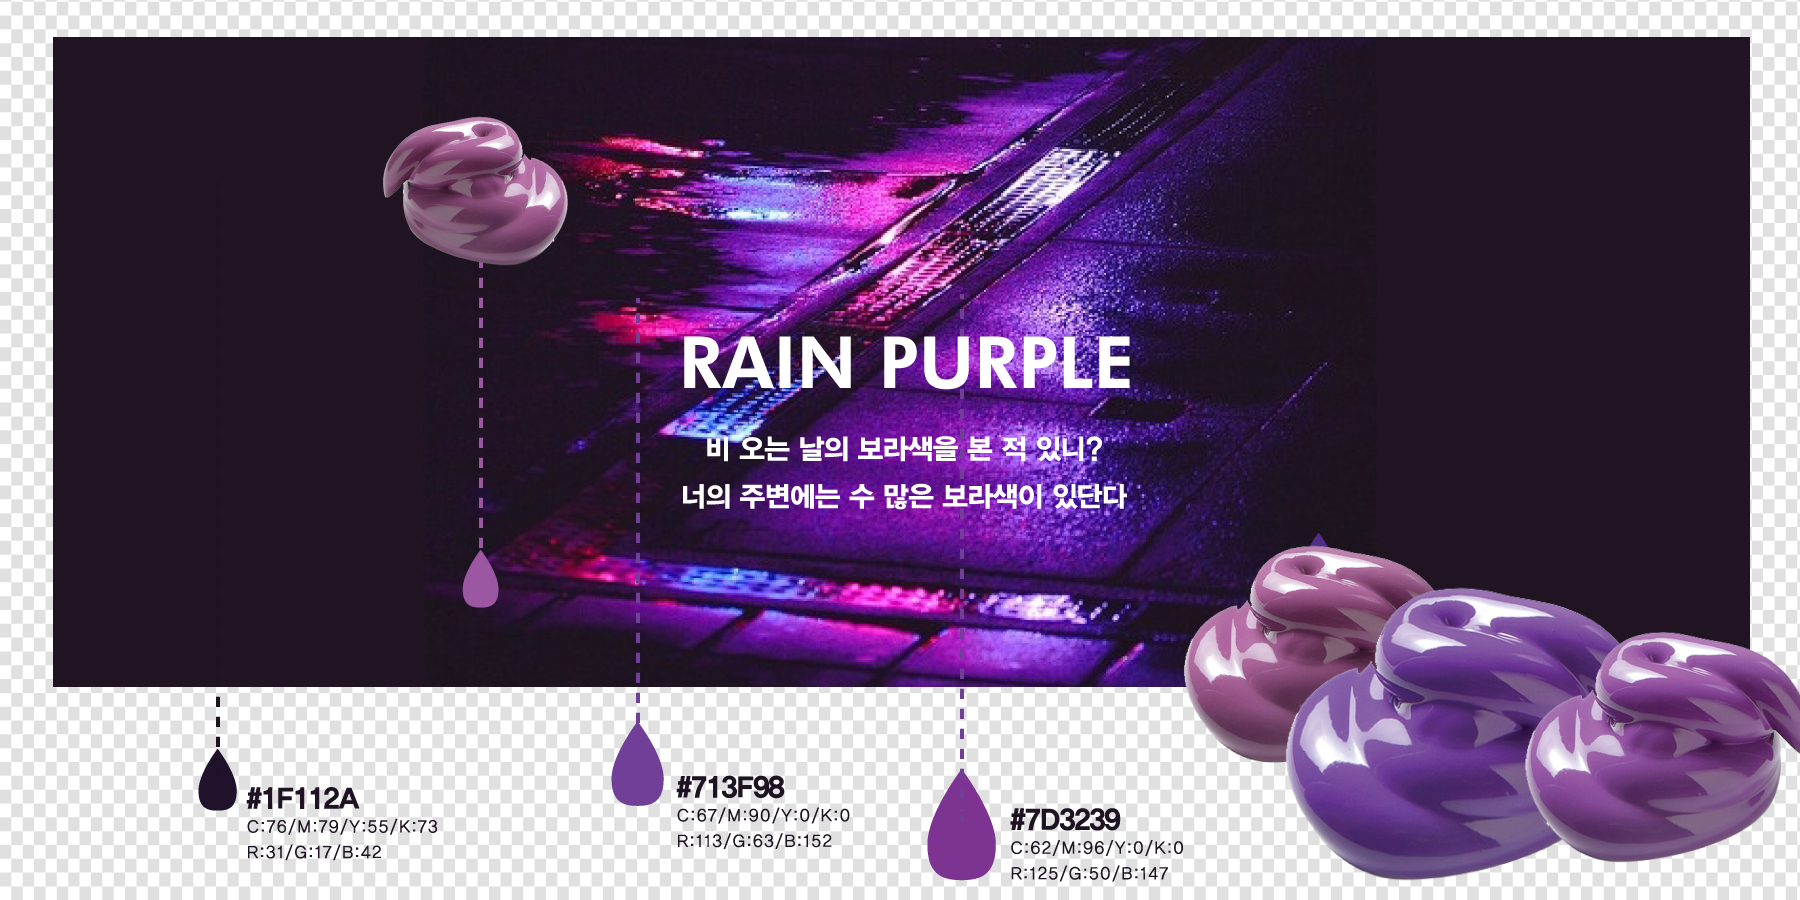 RAIN PURPLE
비 오는 날의 보라색을 본 적 있니?
너의 주변에는 수 많은 보라색이 있단다
#1F112A
C:76/M:79/Y:55/K:73
R:31/G:17/B:42
#713F98
C:67/M:90/Y:0/K:0
R:113/G:63/B:152
#7D3239
C:62/M:96/Y:0/K:0
R:125/G:50/B:147